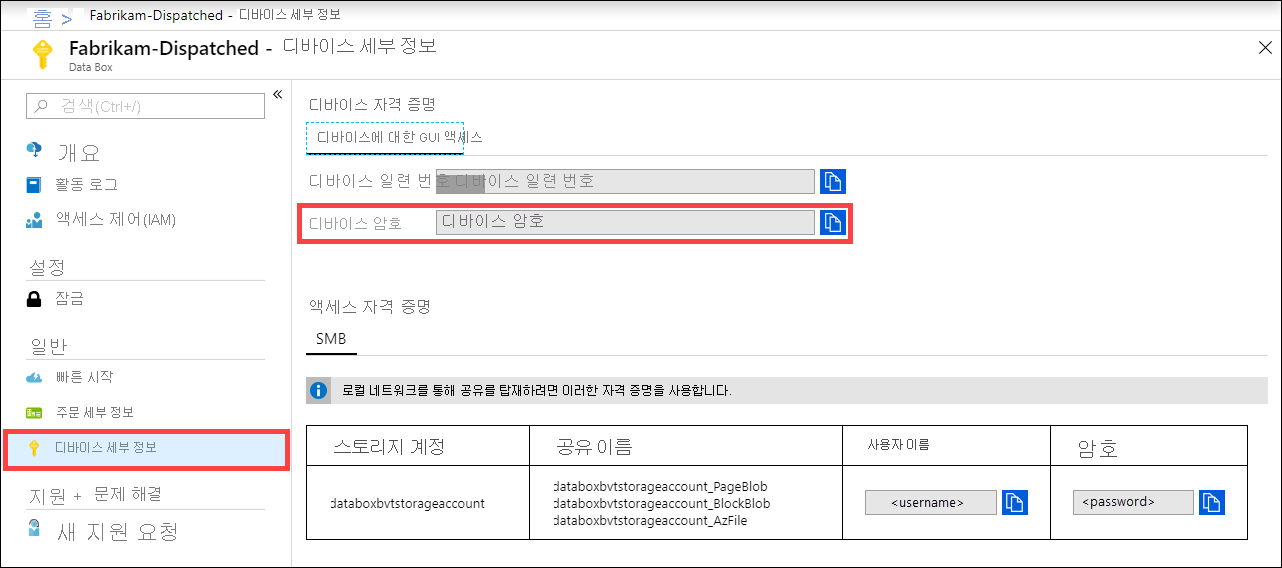 홈 > Fabrikam-Dispatched - 디바이스 세부 정보
Fabrikam-Dispatched - 디바이스 세부 정보
Data Box
검색(Ctrl+/)
개요
활동 로그
액세스 제어(IAM)
설정
잠금
일반
빠른 시작
주문 세부 정보
디바이스 세부 정보
지원 + 문제 해결
새 지원 요청
디바이스 자격 증명
디바이스에 대한 GUI 액세스
디바이스 일련 번호 디바이스 일련 번호
디바이스 암호 디바이스 암호
액세스 자격 증명
SMB
로컬 네트워크를 통해 공유를 탑재하려면 이러한 자격 증명을 사용합니다.
스토리지 계정 공유 이름 사용자 이름 암호
databoxbvtstorageaccount
databoxbvtstorageaccount_PageBlob
databoxbvtstorageaccount_BlockBlob
databoxbvtstorageaccount_AzFile
<username>
<password>